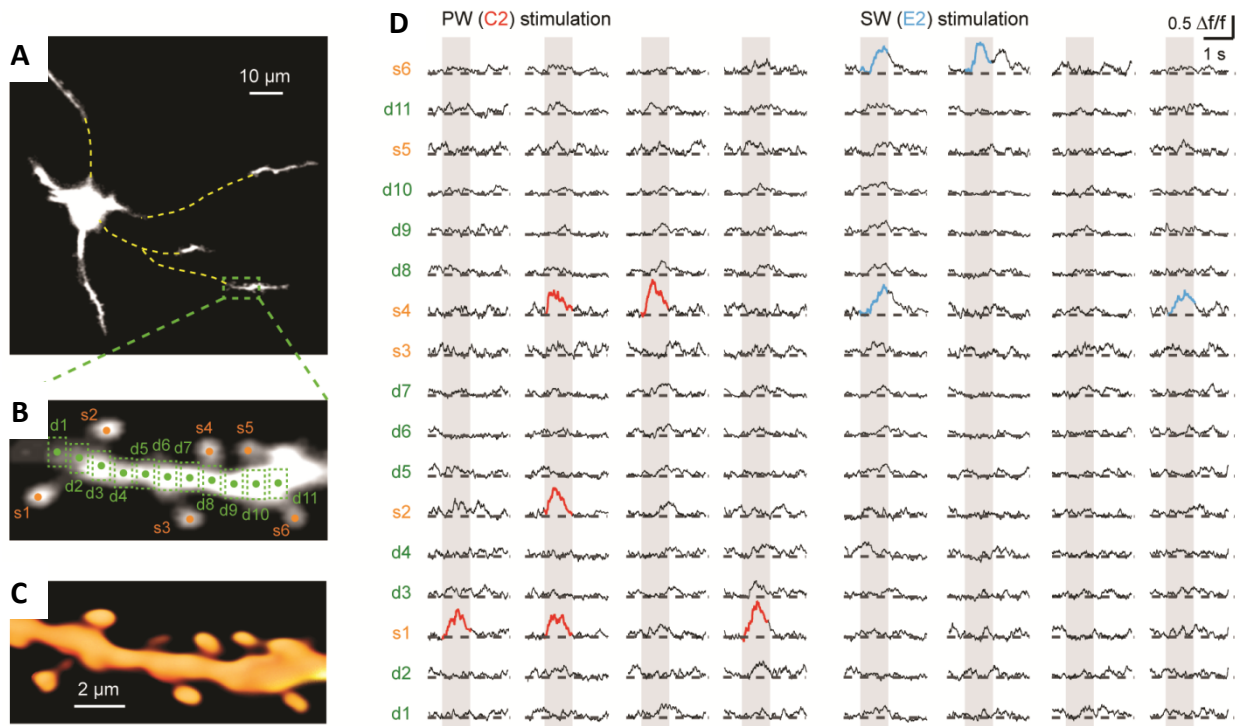 A
10 µm
B
d1
s2
d5
d6
d7
s4
s5
s1
d2
d3
d4
s3
d8
d9
d10
s6
d11
C
2 µm
D
PW (C2) stimulation
SW (E2) stimulation
0.5 Δf/f
1 s
s6
d11
s5
d10
d9
d8
s4
s3
d7
d6
d5
s2
d4
d3
s1
d2
d1